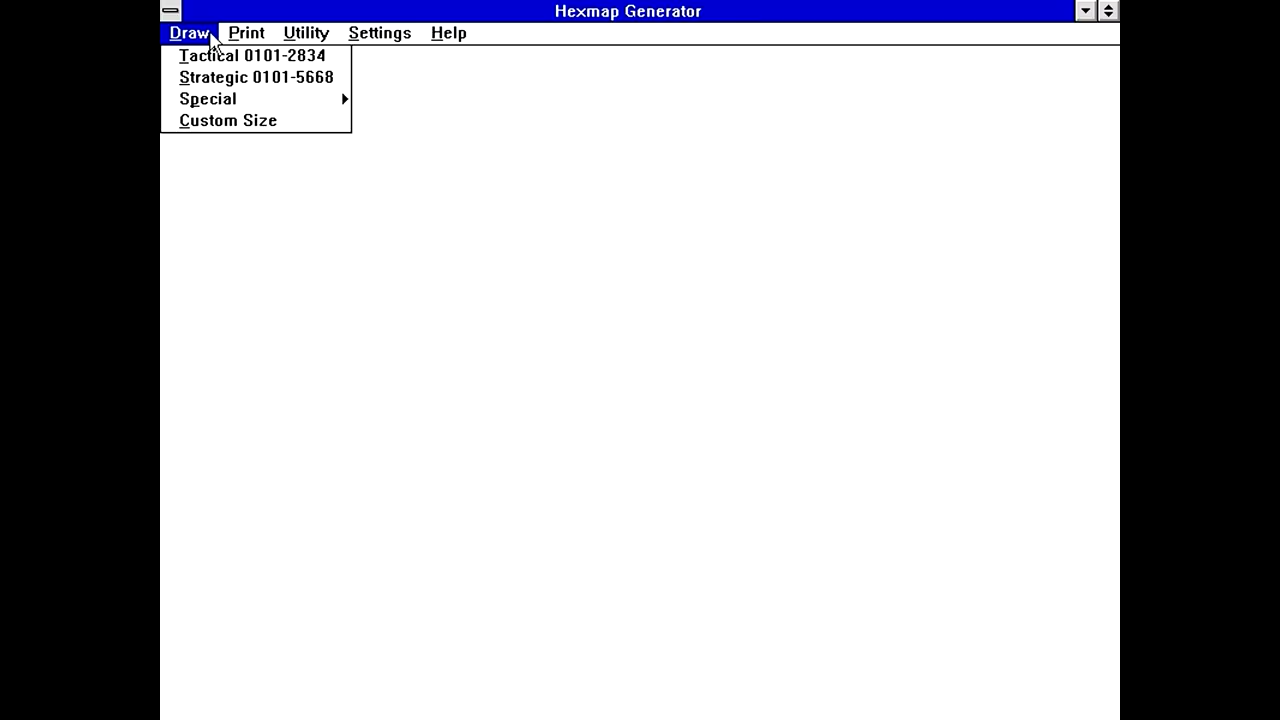 Hexmap Generator
Draw Print Utility Settings Help
Tactical 0101-2834
Strategic 0101-5668
Special
Custom Size